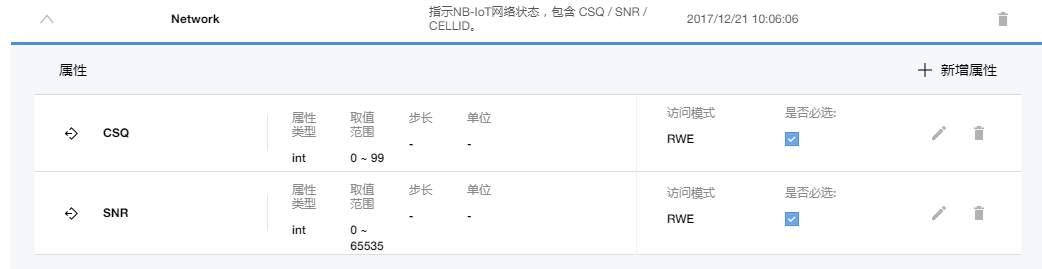 Network
指示NB-IoT网络状态，包含 CSQ / SNR /
CELLID。
2017/12/21 10:06:06
属性
新增属性
CSQ
属性
类型
int
取值
范围
0 ~ 99
步长
-
单位
-
访问模式
RWE
是否必选:
SNR
属性
类型
int
取值
范围
0 ~
65535
步长
-
单位
-
访问模式
RWE
是否必选: